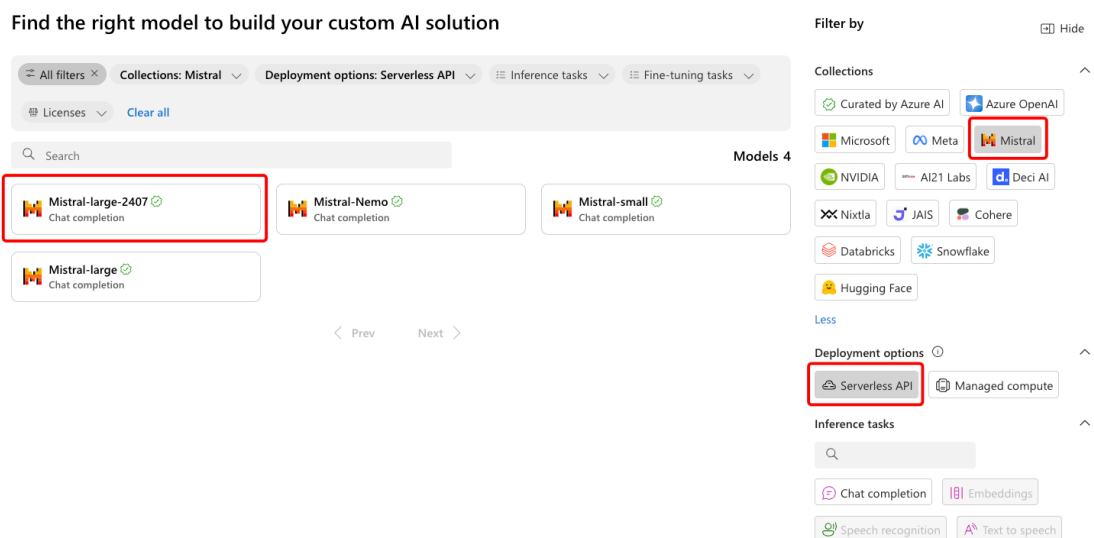 Find the right model to build your custom AI solution
All filters ×
Collections: Mistral
Deployment options: Serverless API
Inference tasks
Fine-tuning tasks
Licenses
Clear all
Search
Models 4
Mistral-large-2407
Chat completion
Mistral-Nemo
Chat completion
Mistral-small
Chat completion
Mistral-large
Chat completion
Prev
Next
Filter by
Hide
Collections
Curated by Azure AI
Azure OpenAI
Microsoft
Meta
Mistral
NVIDIA
AI21 Labs
d.
Deci AI
Nixtla
JAIS
Cohere
Databricks
Snowflake
Hugging Face
Less
Deployment options
Serverless API
Managed compute
Inference tasks
Chat completion
Embeddings
Speech recognition
Text to speech